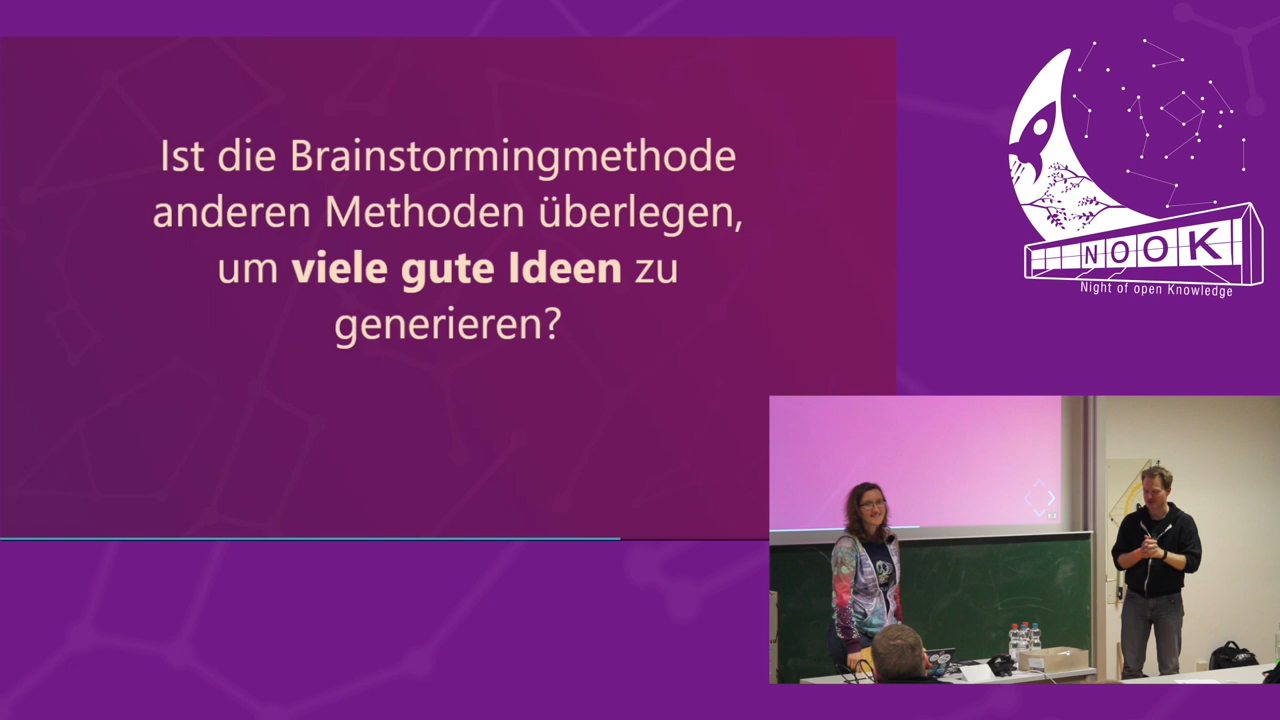 Ist die Brainstormingmethode
anderen Methoden überlegen,
um viele gute Ideen zu
generieren?
NOOK
Night of open Knowledge